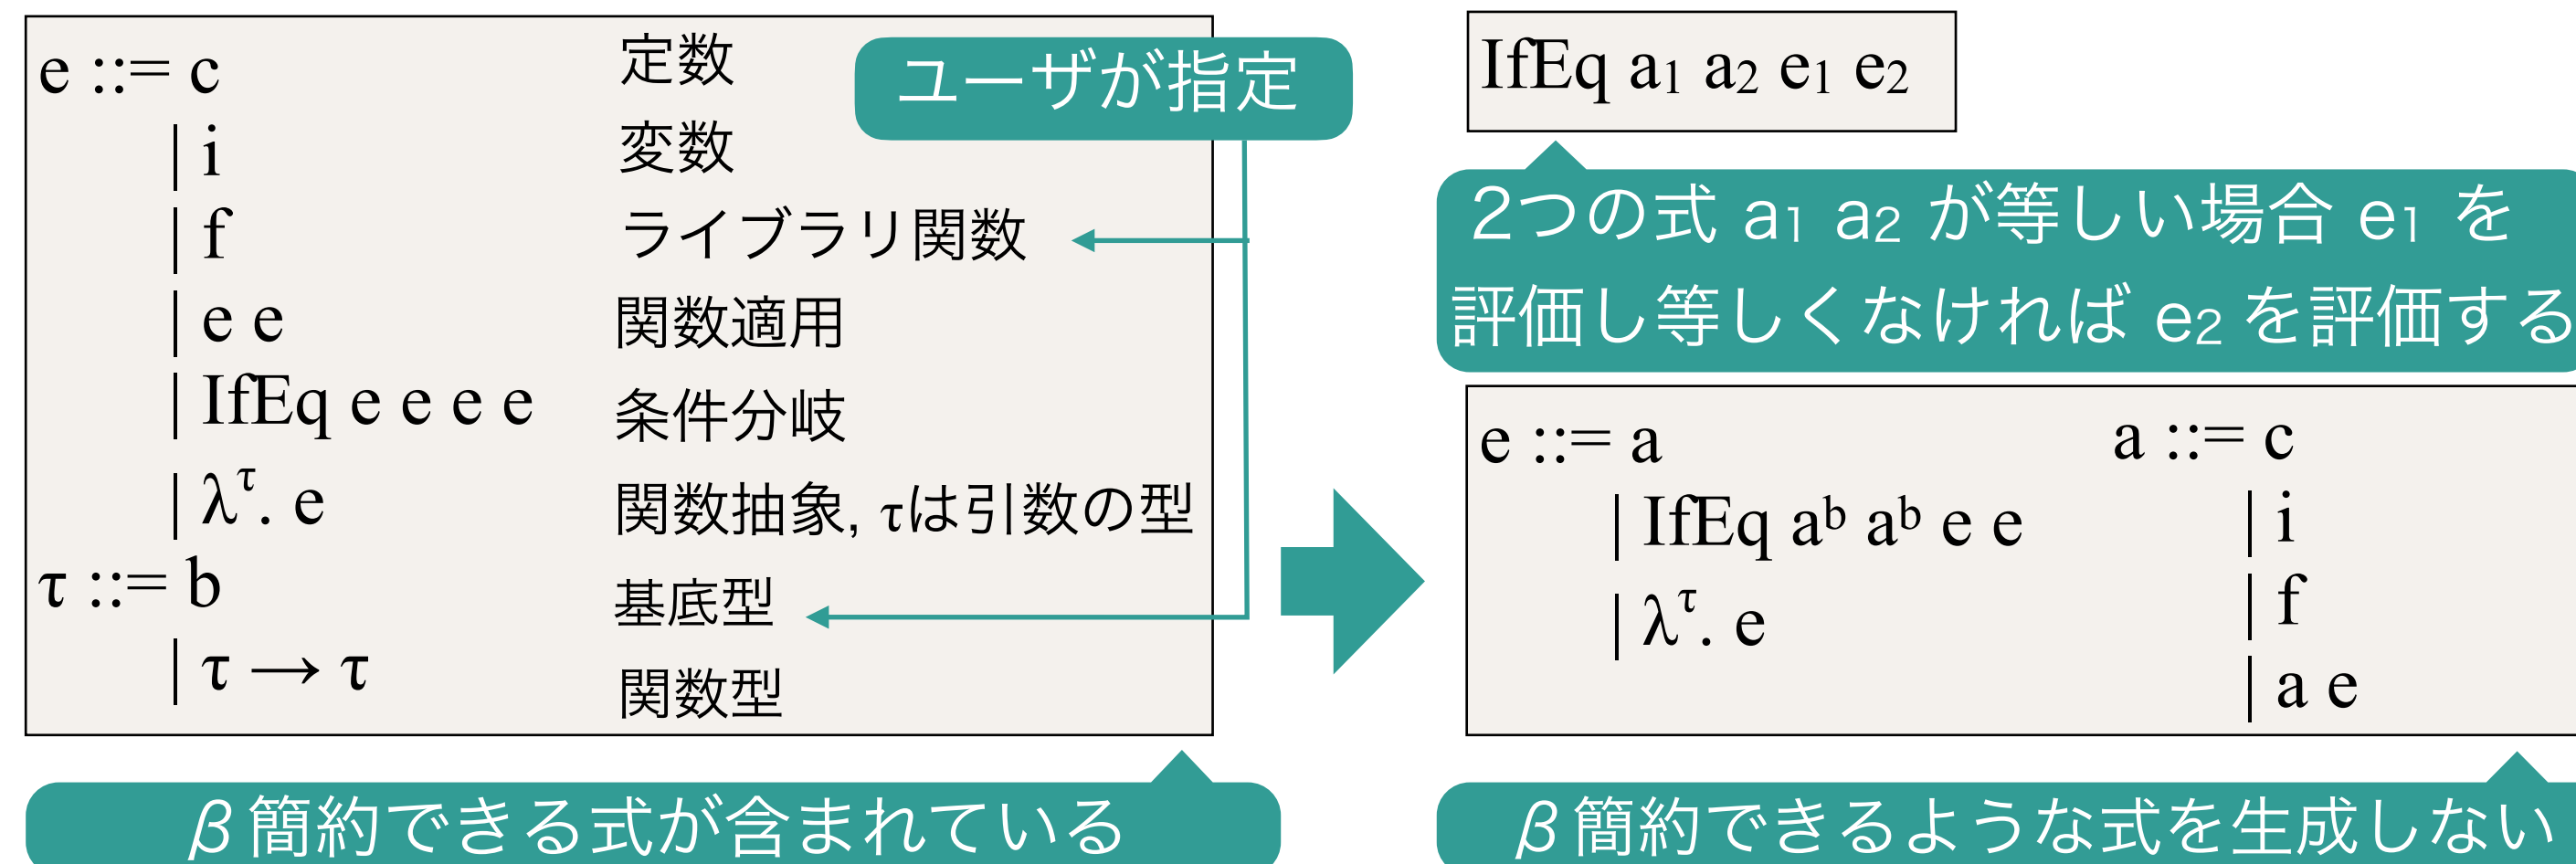 e ::= c 定数
| i 変数
| f ライブラリ関数
| e e 関数適用
| IfEq e e e e 条件分岐
| λ^τ. e 関数抽象, τは引数の型
τ ::= b 基底型
| τ → τ 関数型
ユーザが指定
β簡約できる式が含まれている
IfEq a₁ a₂ e₁ e₂
2つの式 a₁ a₂ が等しい場合 e₁ を
評価し等しくなければ e₂ を評価する
e ::= a
| IfEq aᵇ aᵇ e e
| λ^τ. e
a ::= c
| i
| f
| a e
β簡約できるような式を生成しない